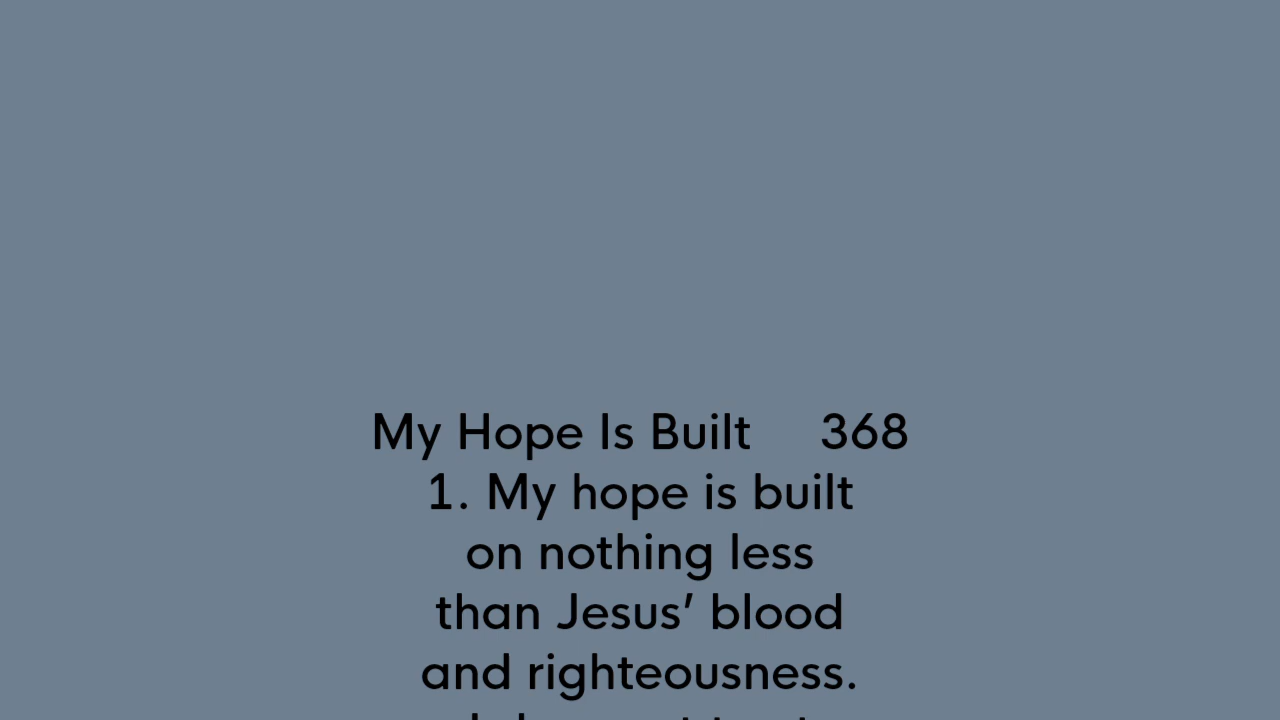 My Hope Is Built 368
1. My hope is built
on nothing less
than Jesus’ blood
and righteousness.